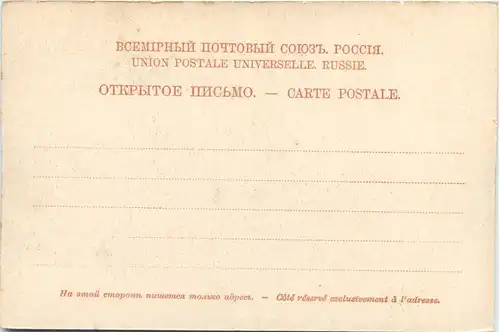 ВСЕМІРНЫЙ ПОЧТОВЫЙ СОЮЗЪ. РОССІЯ.
UNION POSTALE UNIVERSELLE. RUSSIE.
ОТКРЫТОЕ ПИСЬМО. — CARTE POSTALE.
На этой сторонѣ пишется только адресъ. — Côté réservé exclusivement à l'adresse.